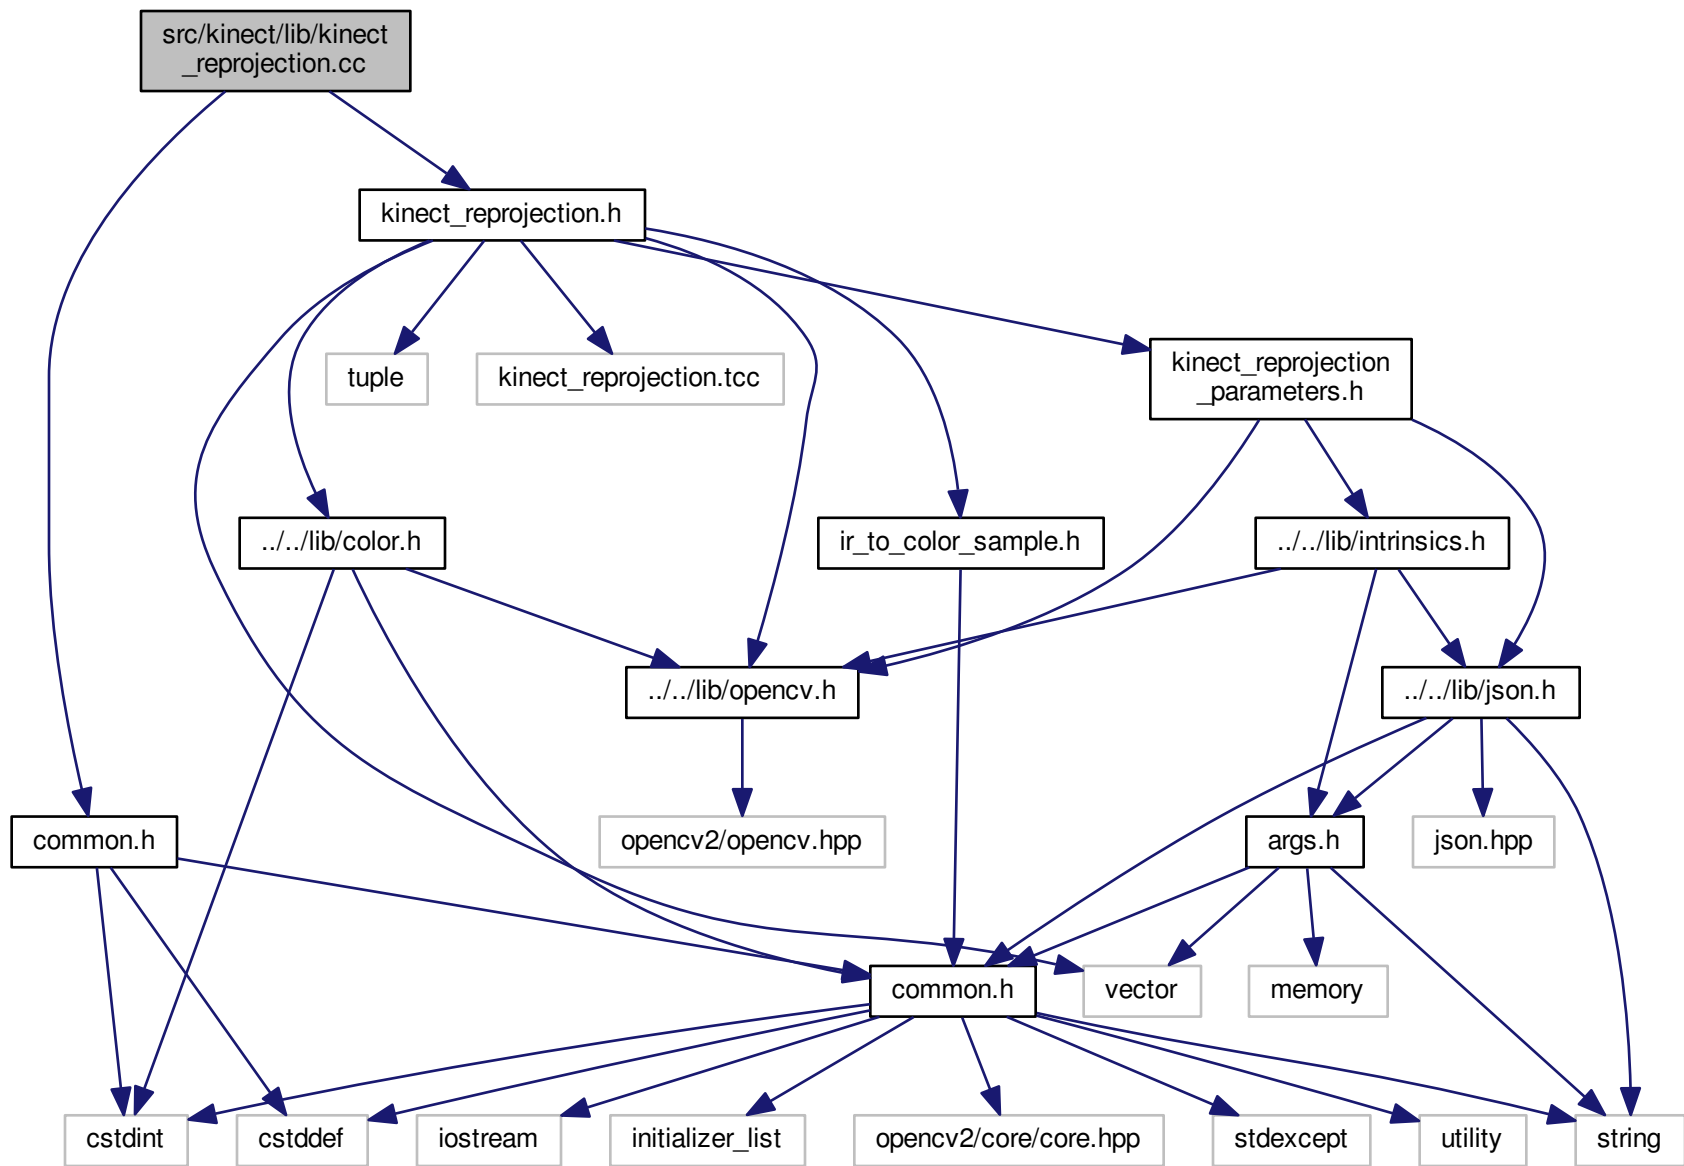 src/kinect/lib/kinect
_reprojection.cc
kinect_reprojection.h
tuple
kinect_reprojection.tcc
kinect_reprojection
_parameters.h
../../lib/color.h
ir_to_color_sample.h
../../lib/intrinsics.h
../../lib/opencv.h
../../lib/json.h
common.h
opencv2/opencv.hpp
args.h
json.hpp
common.h
vector
memory
cstdint
cstddef
iostream
initializer_list
opencv2/core/core.hpp
stdexcept
utility
string